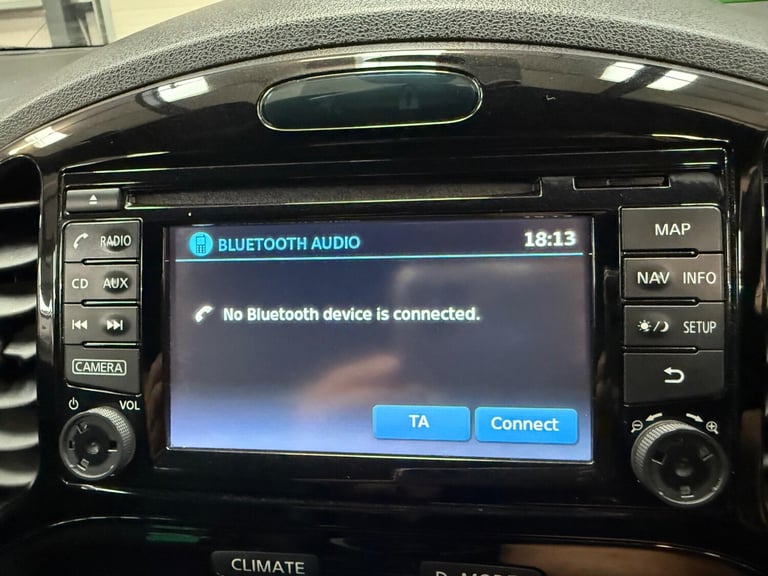 BLUETOOTH AUDIO 18:13
No Bluetooth device is connected.
TA Connect
RADIO
CD AUX
CAMERA
VOL
MAP
NAV INFO
SETUP
CLIMATE
D-MODE